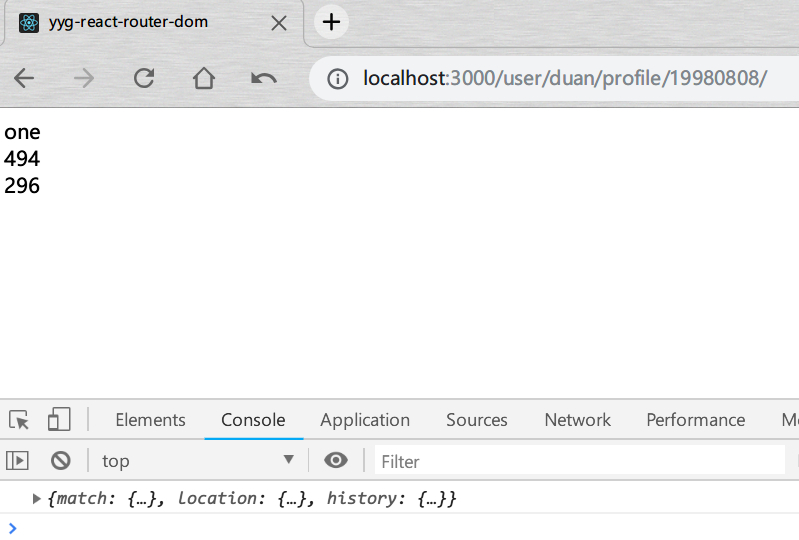 yyg-react-router-dom
localhost:3000/user/duan/profile/19980808/
one
494
296
Elements Console Application Sources Network Performance
top Filter
{match: {…}, location: {…}, history: {…}}